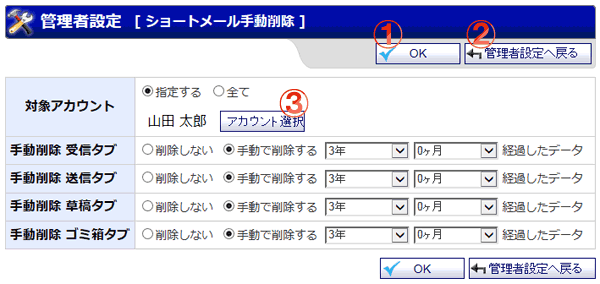 管理者設定 [ ショートメール手動削除 ]
① ②
OK 管理者設定へ戻る
対象アカウント 指定する 全て
③
山田 太郎 アカウント選択
手動削除 受信タブ 削除しない 手動で削除する 3年 0ヶ月 経過したデータ
手動削除 送信タブ 削除しない 手動で削除する 3年 0ヶ月 経過したデータ
手動削除 草稿タブ 削除しない 手動で削除する 3年 0ヶ月 経過したデータ
手動削除 ゴミ箱タブ 削除しない 手動で削除する 3年 0ヶ月 経過したデータ
OK 管理者設定へ戻る